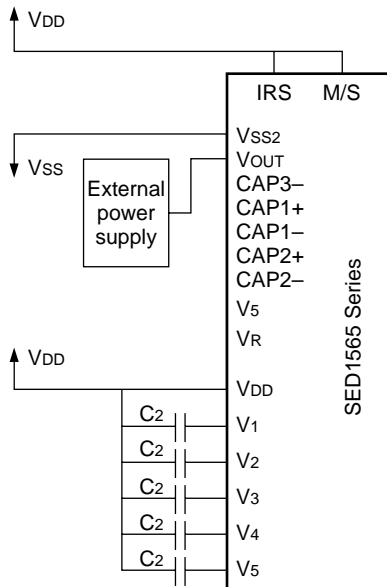 VDD
IRS M/S
VSS2
VSS
VOUT
External
power
supply
CAP3–
CAP1+
CAP1–
CAP2+
CAP2–
V5
VR
SED1565 Series
VDD
VDD
C2 V1
C2 V2
C2 V3
C2 V4
C2 V5